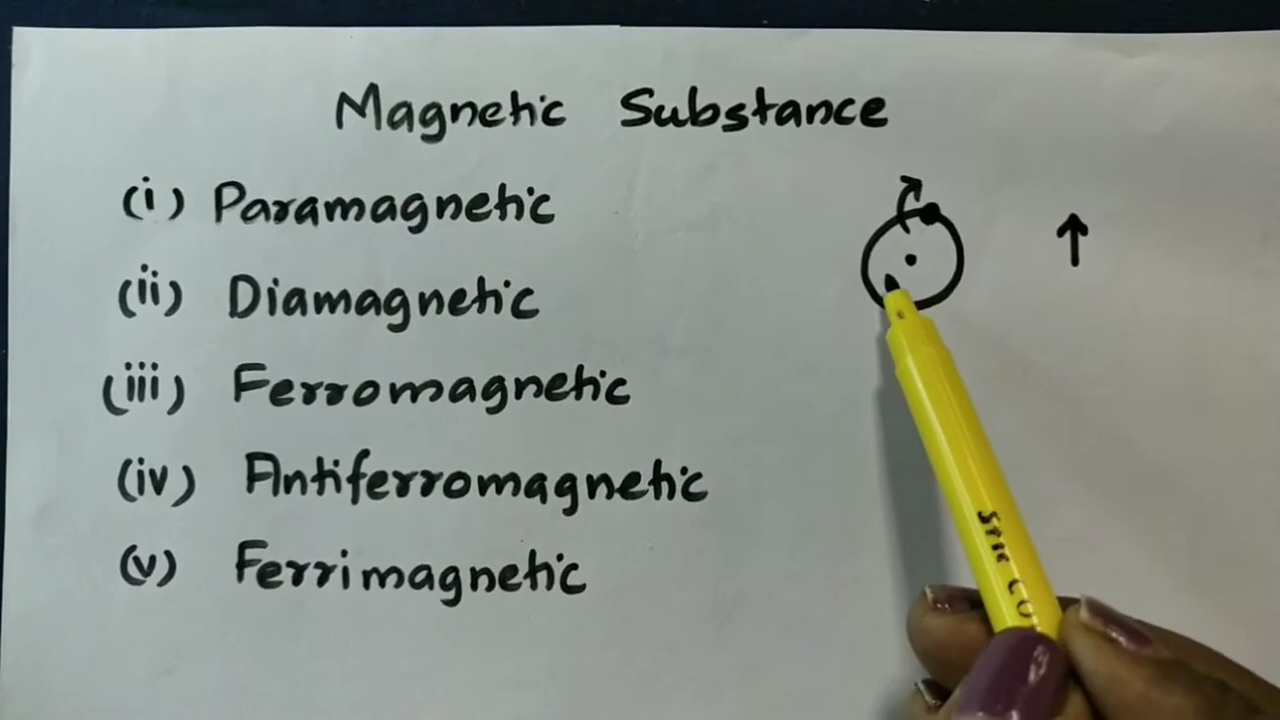 Magnetic Substance
(i) Paramagnetic
(ii) Diamagnetic
(iii) Ferromagnetic
(iv) Antiferromagnetic
(v) Ferrimagnetic